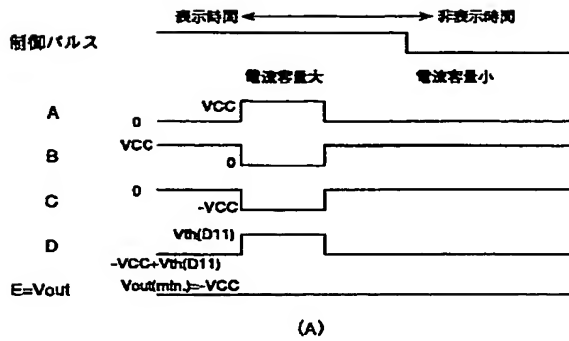 表示時間 非表示時間
制御パルス
電流容量大 電流容量小
A 0 VCC
B VCC 0
C 0 -VCC
D Vth(D11)
-VCC+Vth(D11)
E=Vout Vout(min.)=-VCC
(A)